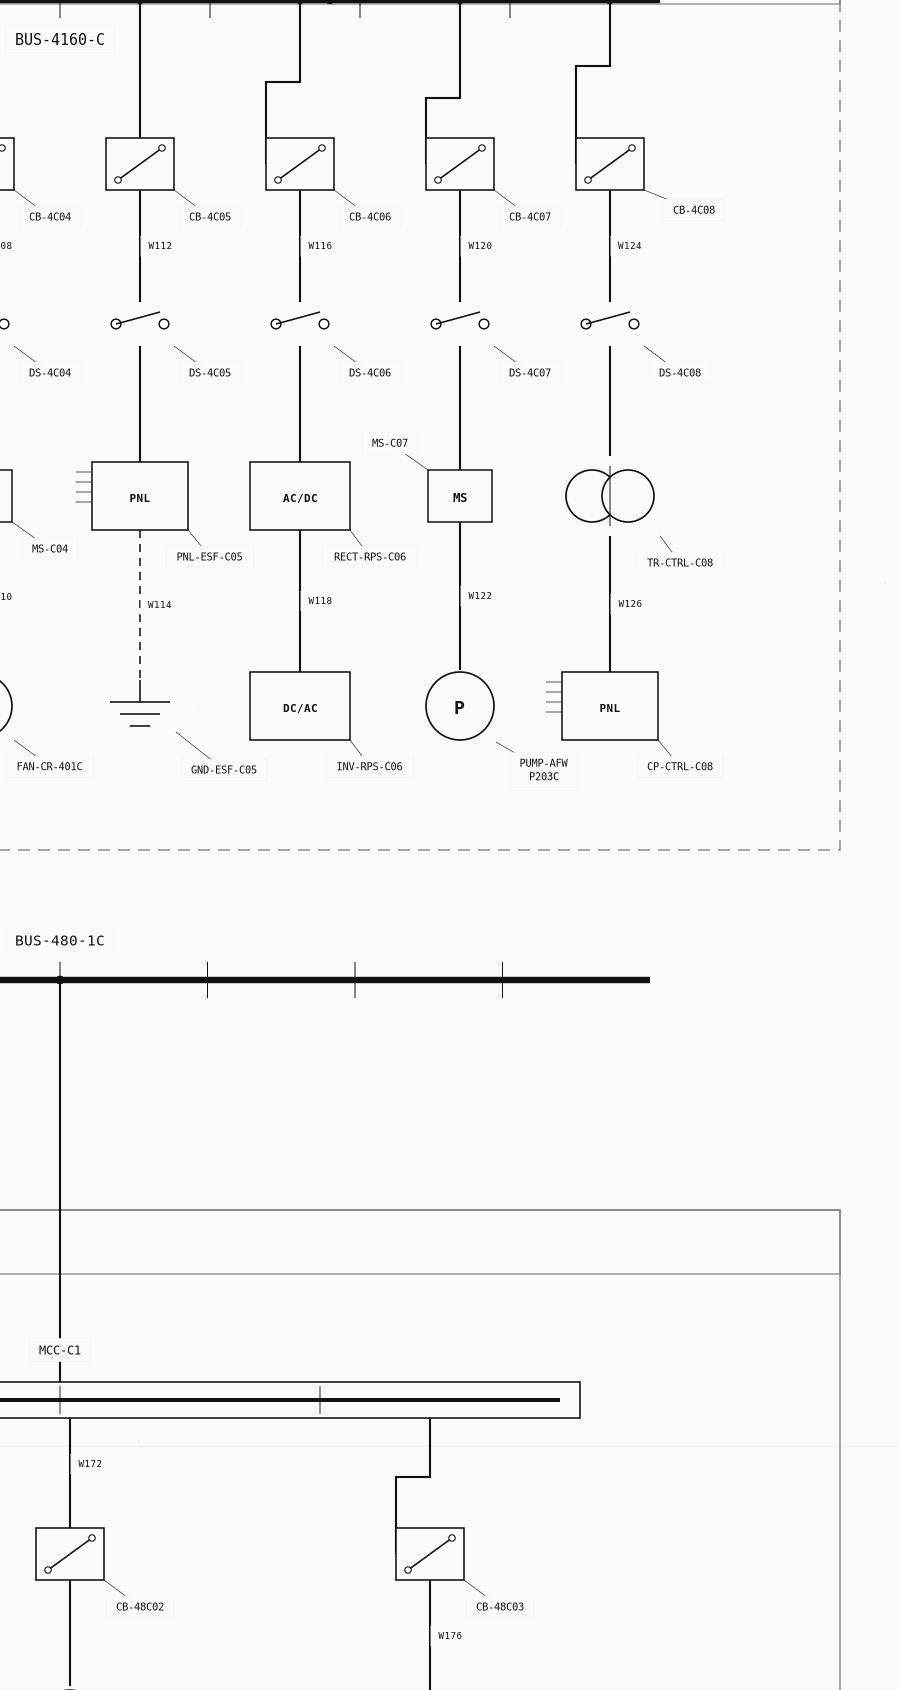 BUS-4160-C
CB-4C04
CB-4C05
CB-4C06
CB-4C07
CB-4C08
08
W112
W116
W120
W124
DS-4C04
DS-4C05
DS-4C06
DS-4C07
DS-4C08
MS-C07
PNL
AC/DC
MS
MS-C04
PNL-ESF-C05
RECT-RPS-C06
TR-CTRL-C08
10
W114
W118
W122
W126
DC/AC
P
PNL
FAN-CR-401C
GND-ESF-C05
INV-RPS-C06
PUMP-AFW
P203C
CP-CTRL-C08
BUS-480-1C
MCC-C1
W172
CB-48C02
CB-48C03
W176